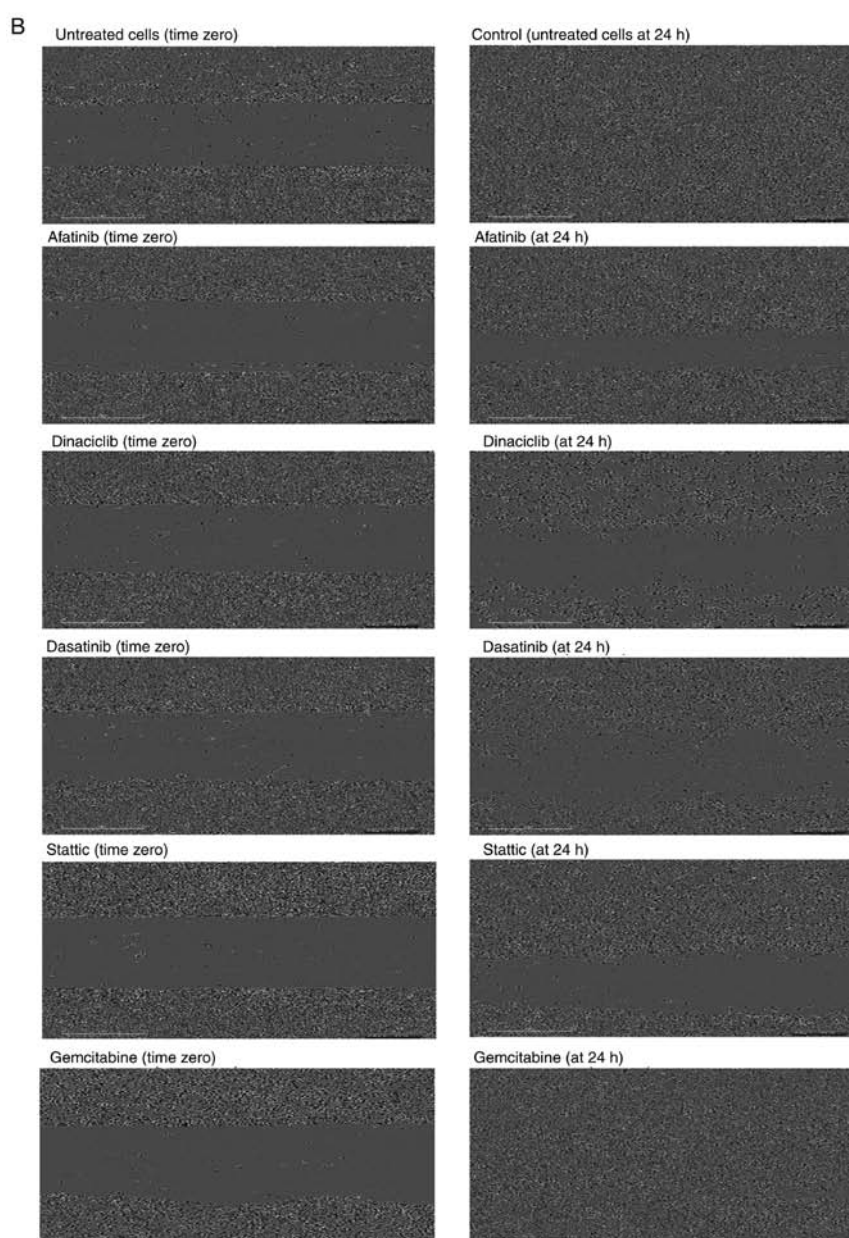 B
Untreated cells (time zero)
Control (untreated cells at 24 h)
Afatinib (time zero)
Afatinib (at 24 h)
Dinaciclib (time zero)
Dinaciclib (at 24 h)
Dasatinib (time zero)
Dasatinib (at 24 h)
Stattic (time zero)
Stattic (at 24 h)
Gemcitabine (time zero)
Gemcitabine (at 24 h)